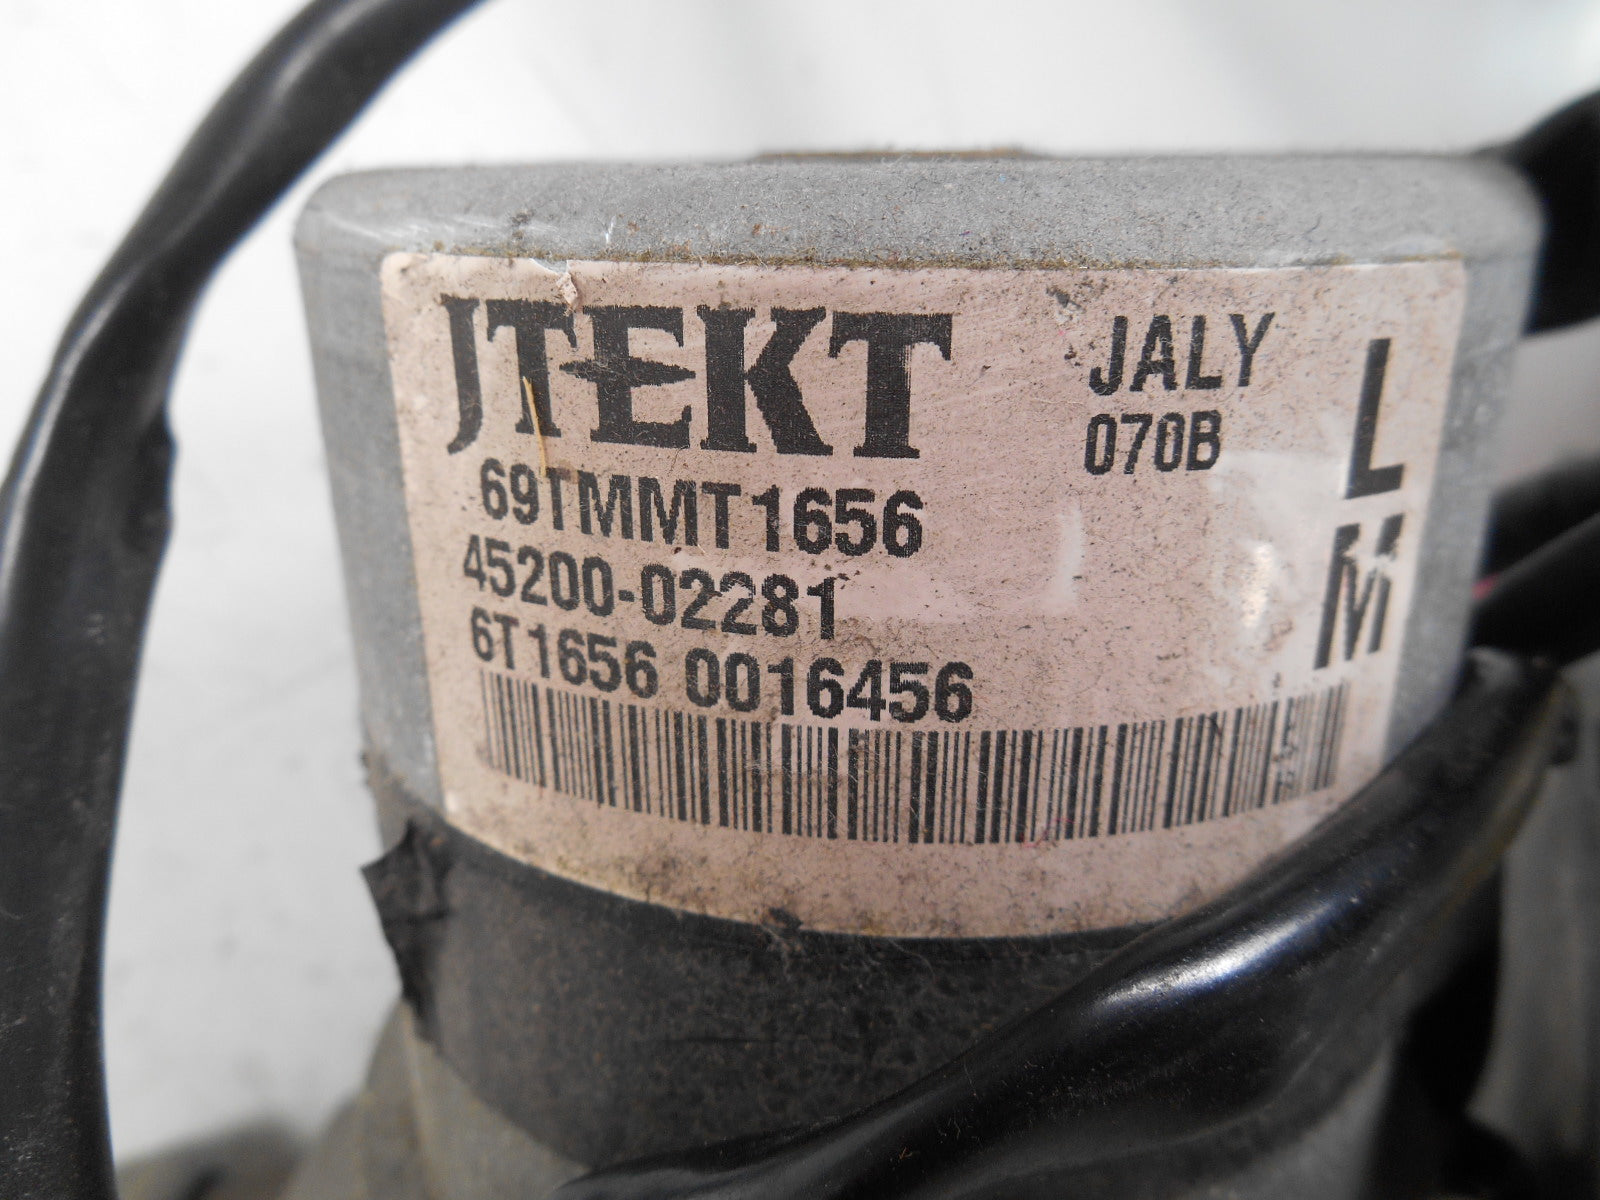 JTEKT
JALY
070B
L
M
69TMMT1656
45200-02281
6T1656 0016456